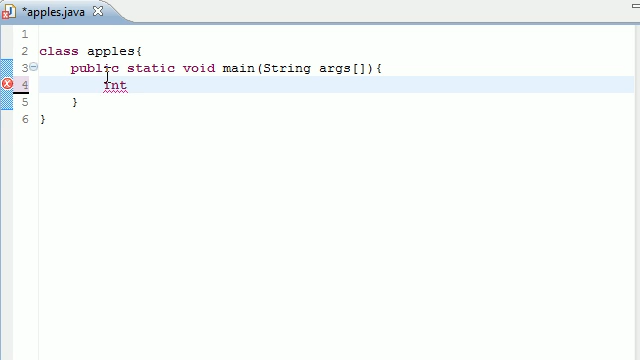 *apples.java
1
2 class apples{
3 public static void main(String args[]){
4 int
5 }
6 }